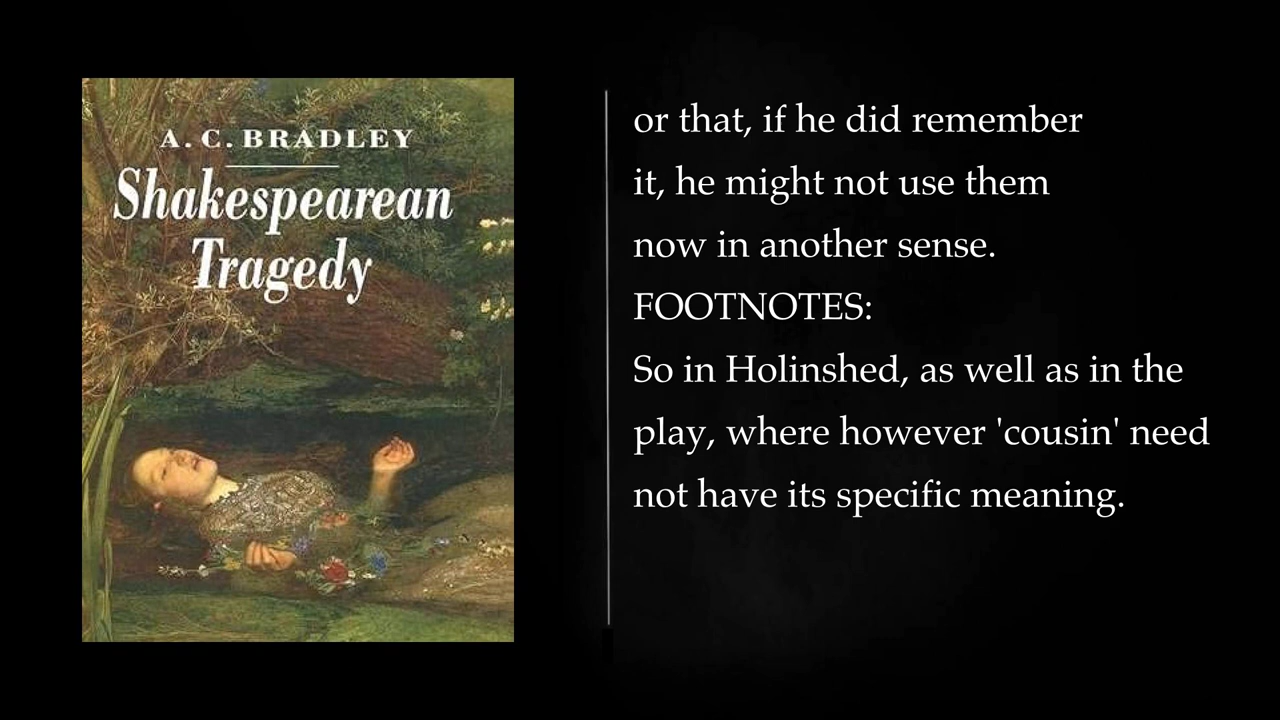 A. C. BRADLEY
Shakespearean
Tragedy
or that, if he did remember
it, he might not use them
now in another sense.
FOOTNOTES:
So in Holinshed, as well as in the
play, where however 'cousin' need
not have its specific meaning.